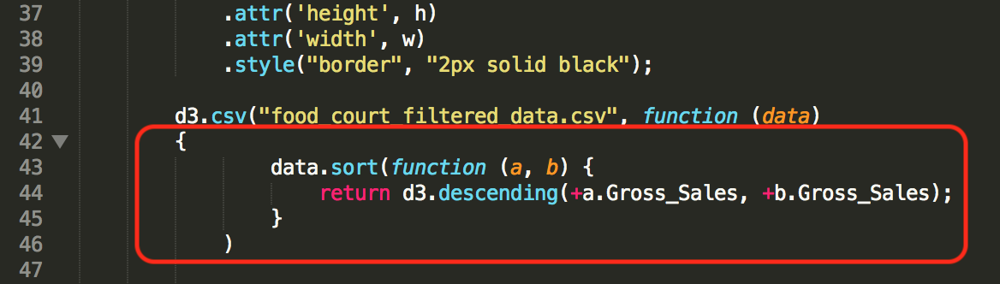 37 .attr('height', h)
38 .attr('width', w)
39 .style("border", "2px solid black");
40
41 d3.csv("food_court_filtered_data.csv", function (data)
42 {
43 data.sort(function (a, b) {
44 return d3.descending(+a.Gross_Sales, +b.Gross_Sales);
45 }
46 )
47